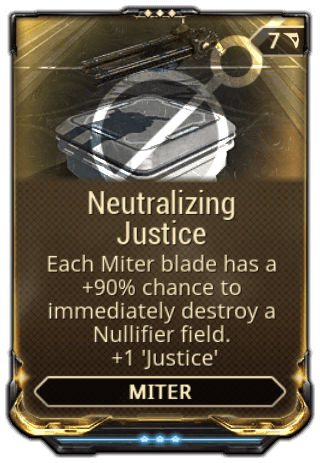 7
Neutralizing
Justice
Each Miter blade has a
+90% chance to
immediately destroy a
Nullifier field.
+1 'Justice'
MITER